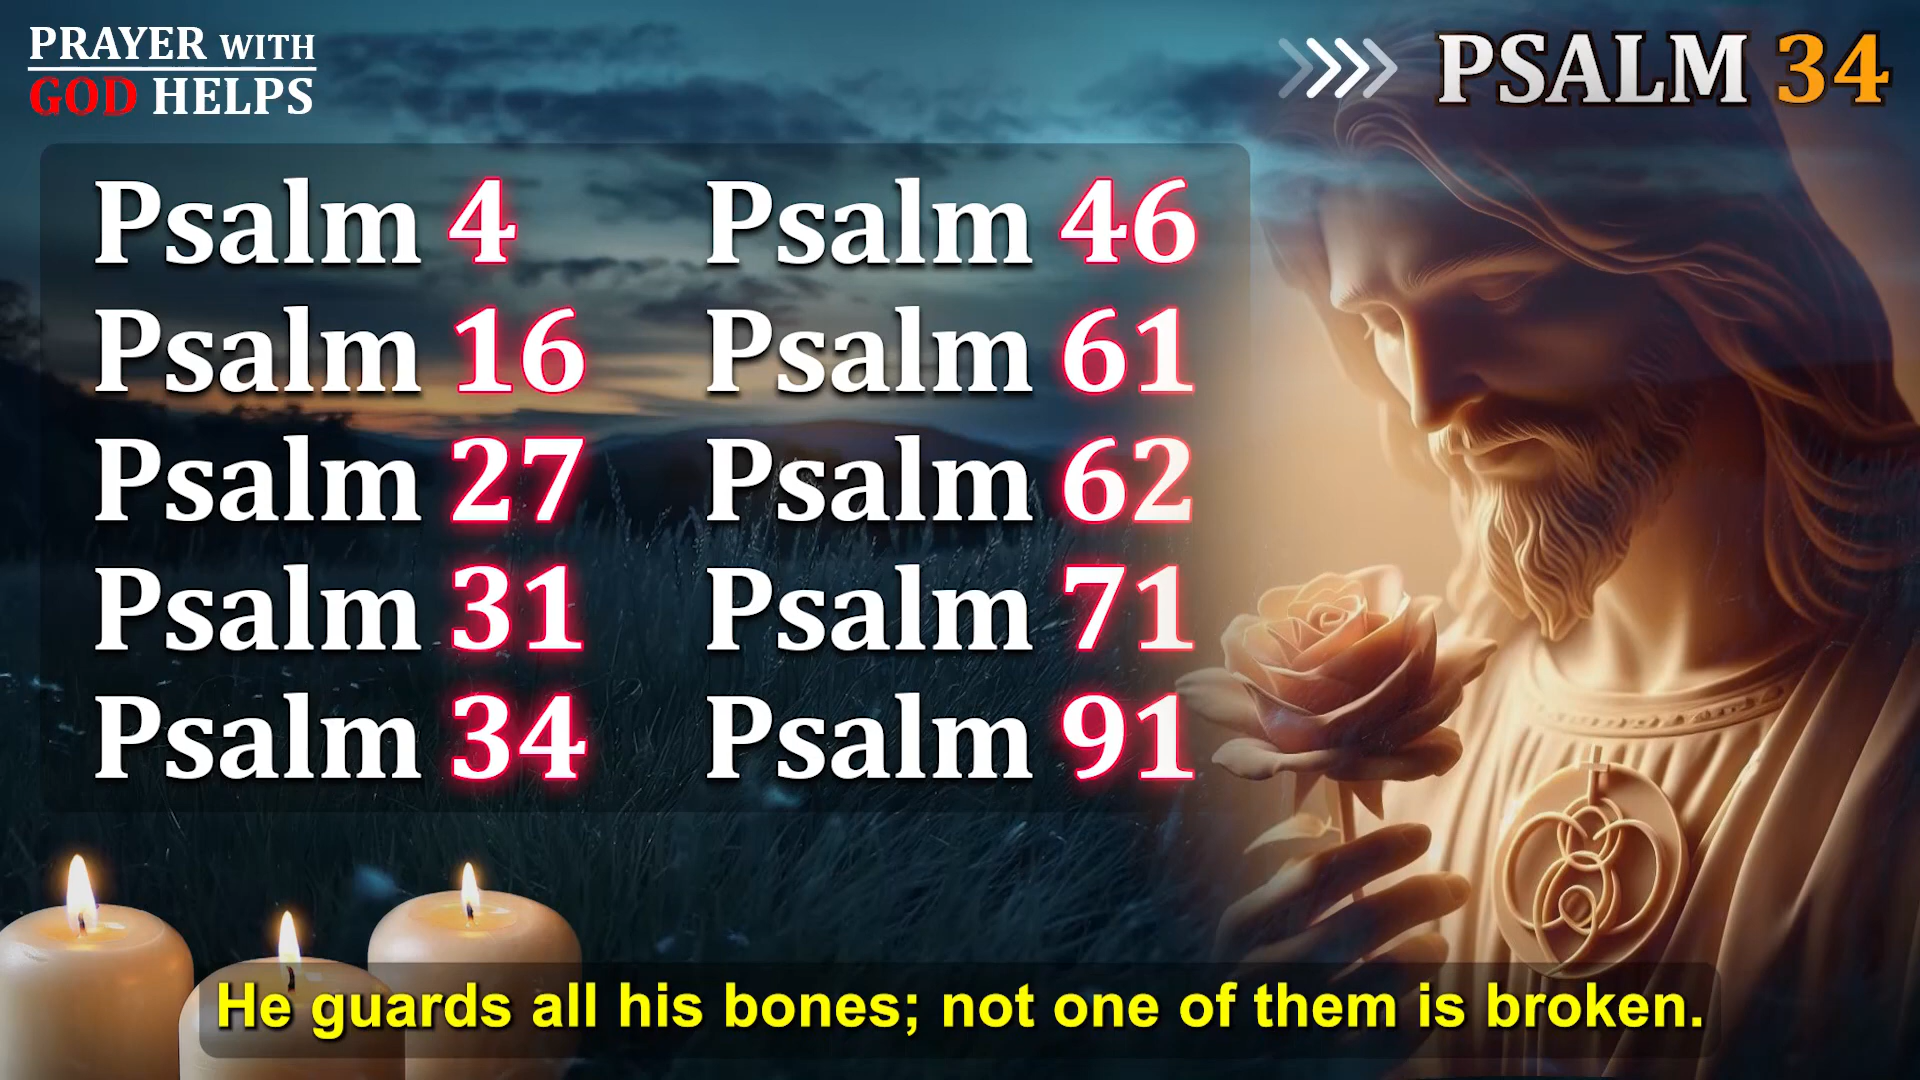 PRAYER WITH
GOD HELPS
PSALM 34
Psalm 4
Psalm 16
Psalm 27
Psalm 31
Psalm 34
Psalm 46
Psalm 61
Psalm 62
Psalm 71
Psalm 91
He guards all his bones; not one of them is broken.